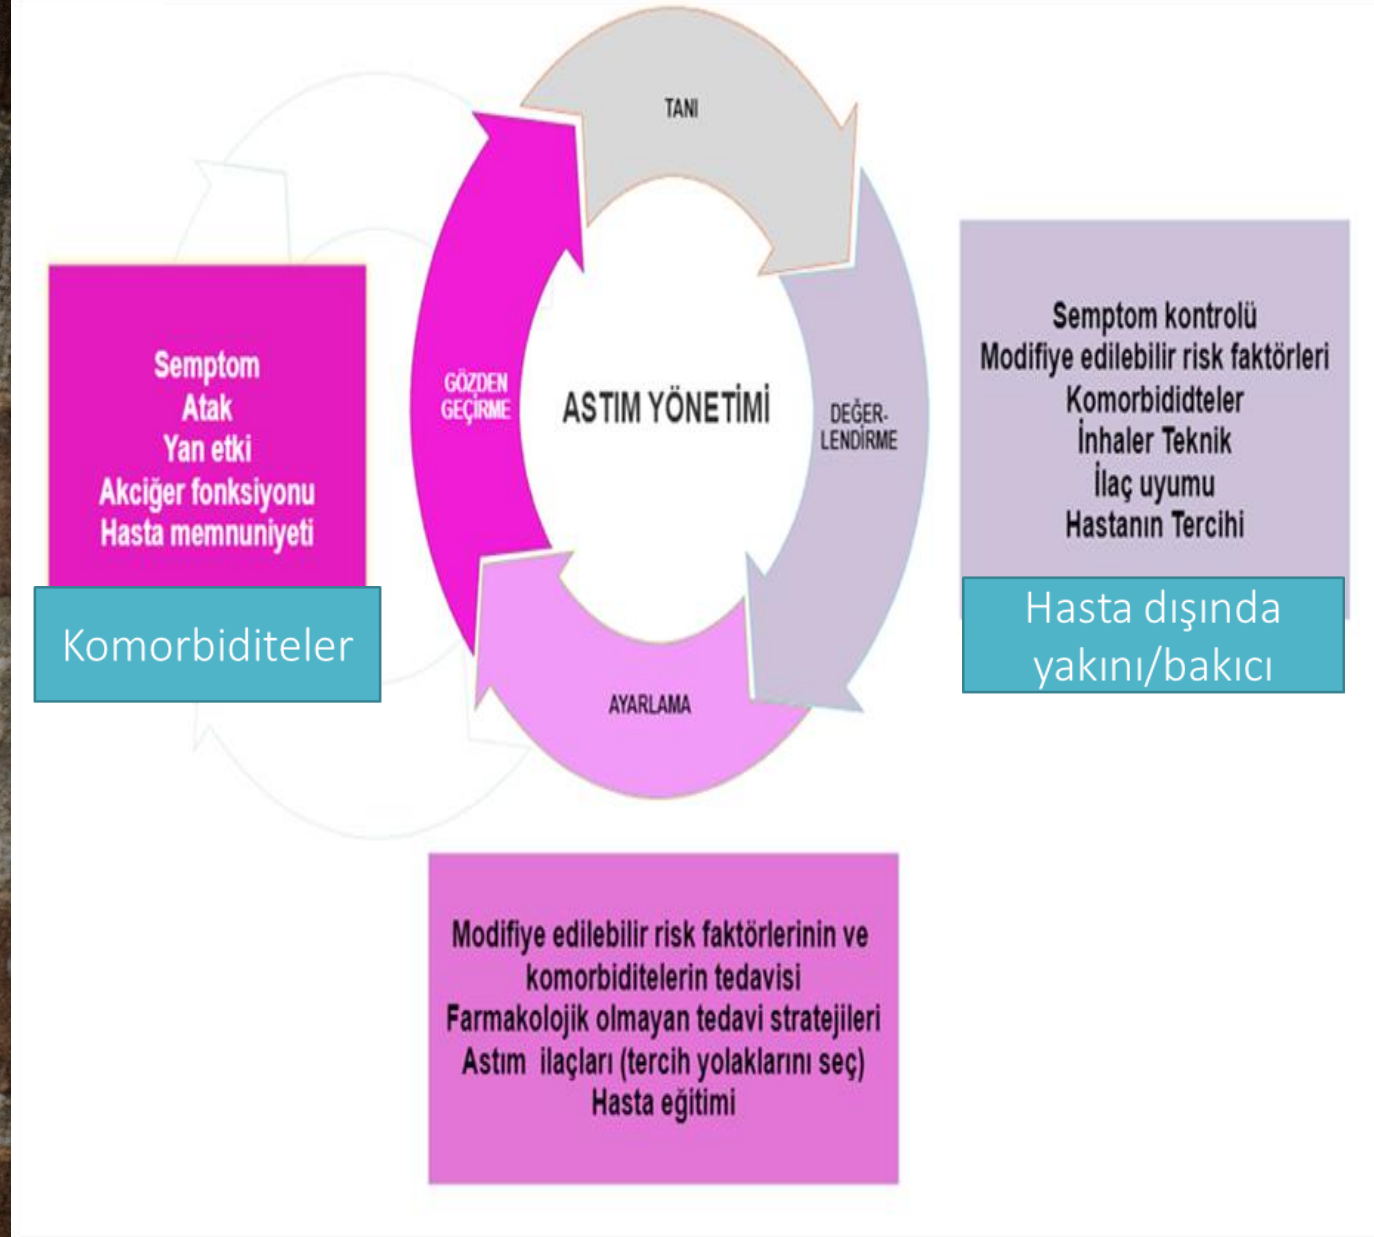 TANI
GÖZDEN
GEÇİRME
ASTIM YÖNETİMİ
DEĞER-
LENDİRME
AYARLAMA
Semptom
Atak
Yan etki
Akciğer fonksiyonu
Hasta memnuniyeti
Komorbiditeler
Semptom kontrolü
Modifiye edilebilir risk faktörleri
Komorbididteler
İnhaler Teknik
İlaç uyumu
Hastanın Tercihi
Hasta dışında
yakını/bakıcı
Modifiye edilebilir risk faktörlerinin ve
komorbiditelerin tedavisi
Farmakolojik olmayan tedavi stratejileri
Astım ilaçları (tercih yolaklarını seç)
Hasta eğitimi